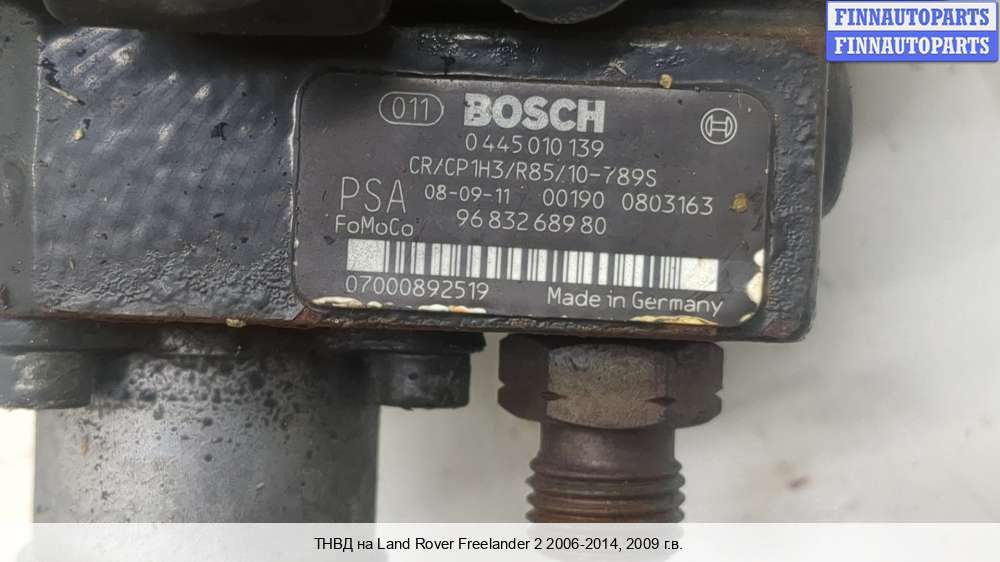 FINNAUTOPARTS
FINNAUTOPARTS
011 BOSCH
0 445 010 139
CR/CP1H3/R85/10-789S
PSA 08-09-11 00190 0803163
FoMoCo 96 832 689 80
07000892519 Made in Germany
ТНВД на Land Rover Freelander 2 2006-2014, 2009 г.в.